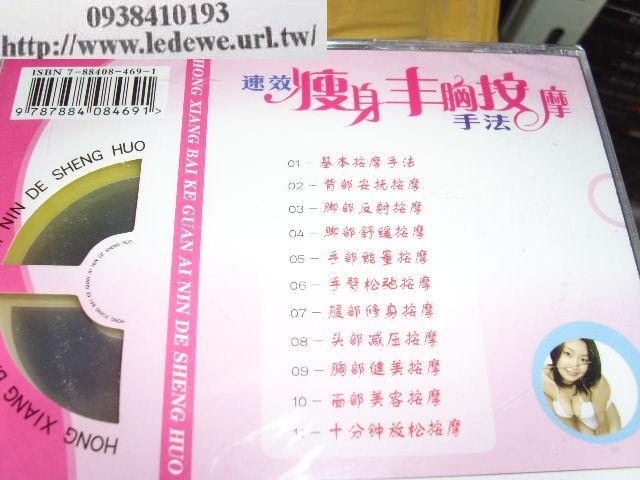 0938410193
http://www.ledewe.url.tw/
ISBN 7-88408-469-1
9 787884 084691 >
HONG XIANG BAI KE GUAN AI NIN DE SHENG HUO
速效瘦身丰胸按摩
手法
01－基本按摩手法
02－背部安抚按摩
03－脚部反射按摩
04－脚部舒缓按摩
05－手部能量按摩
06－手臂松弛按摩
07－腹部修身按摩
08－头部减压按摩
09－胸部健美按摩
10－面部美容按摩
11－十分钟放松按摩
NIN DE SHENG HUO
HONG XIANG